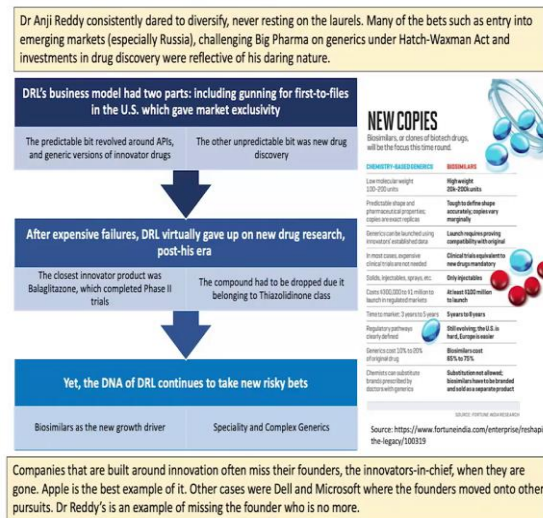 Dr Anji Reddy consistently dared to diversify, never resting on the laurels. Many of the bets such as entry into
emerging markets (especially Russia), challenging Big Pharma on generics under Hatch-Waxman Act and
investments in drug discovery were reflective of his daring nature.
DRL's business model had two parts: including gunning for first-to-files
in the U.S. which gave market exclusivity
The predictable bit revolved around APIs,
and generic versions of innovator drugs
The other unpredictable bit was new drug
discovery
After expensive failures, DRL virtually gave up on new drug research,
post-his era
The closest innovator product was
Balaglitazone, which completed Phase II
trials
The compound had to be dropped due it
belonging to Thiazolidinone class
Yet, the DNA of DRL continues to take new risky bets
Biosimilars as the new growth driver
Speciality and Complex Generics
NEW COPIES
Biosimilars, or clones of biotech drugs,
will be the focus this time round.
CHEMISTRY-BASED GENERICS
BIOSIMILARS
Low molecular weight
100-200 units
High weight
20k-200k units
Predictable shape and
pharmaceutical properties;
copies are exact replicas
Tough to define shape
accurately; copies vary
marginally
Generics can be launched using
innovators' established data
Launch requires proving
compatibility with original
In most cases, expensive
clinical trials are not needed
Clinical trials equivalent to
new drugs mandatory
Solids, injectables, sprays, etc.
Only injectables
Costs $300,000 to $1 million to
launch in regulated markets
At least $100 million
to launch
Time to market: 3 years to 5 years
5 years to 8 years
Regulatory pathways
clearly defined
Still evolving; the U.S. is
hard, Europe is easier
Generics cost 10% to 20%
of original drug
Biosimilars cost
65% to 75%
Chemists can substitute
brands prescribed by
doctors with generics
Substitution not allowed;
biosimilars have to be branded
and sold as a separate product
SOURCE: FORTUNE INDIA RESEARCH
Source: https://www.fortuneindia.com/enterprise/reshapi
the-legacy/100319
Companies that are built around innovation often miss their founders, the innovators-in-chief, when they are
gone. Apple is the best example of it. Other cases were Dell and Microsoft where the founders moved onto other
pursuits. Dr Reddy's is an example of missing the founder who is no more.